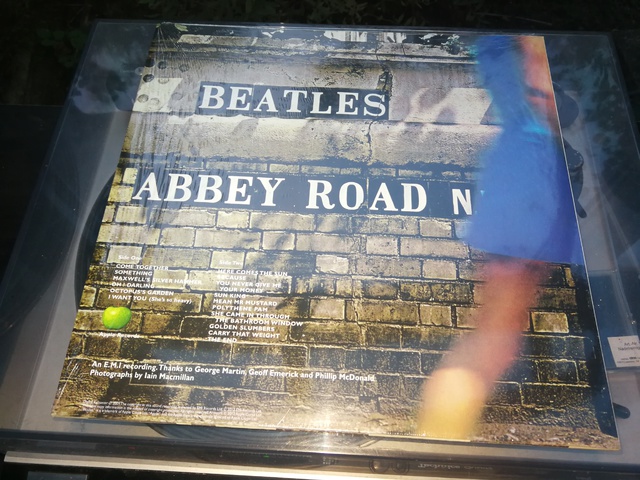 BEATLES
ABBEY ROAD N
Side One
COME TOGETHER
SOMETHING
MAXWELL'S SILVER HAMMER
OH! DARLING
OCTOPUS'S GARDEN
I WANT YOU (She's so heavy)
Side Two
HERE COMES THE SUN
BECAUSE
YOU NEVER GIVE ME
YOUR MONEY
SUN KING
MEAN MR MUSTARD
POLYTHENE PAM
SHE CAME IN THROUGH
THE BATHROOM WINDOW
GOLDEN SLUMBERS
CARRY THAT WEIGHT
THE END
Apple Records
An E.M.I recording. Thanks to George Martin, Geoff Emerick and Phillip McDonald
Photographs by Iain Macmillan